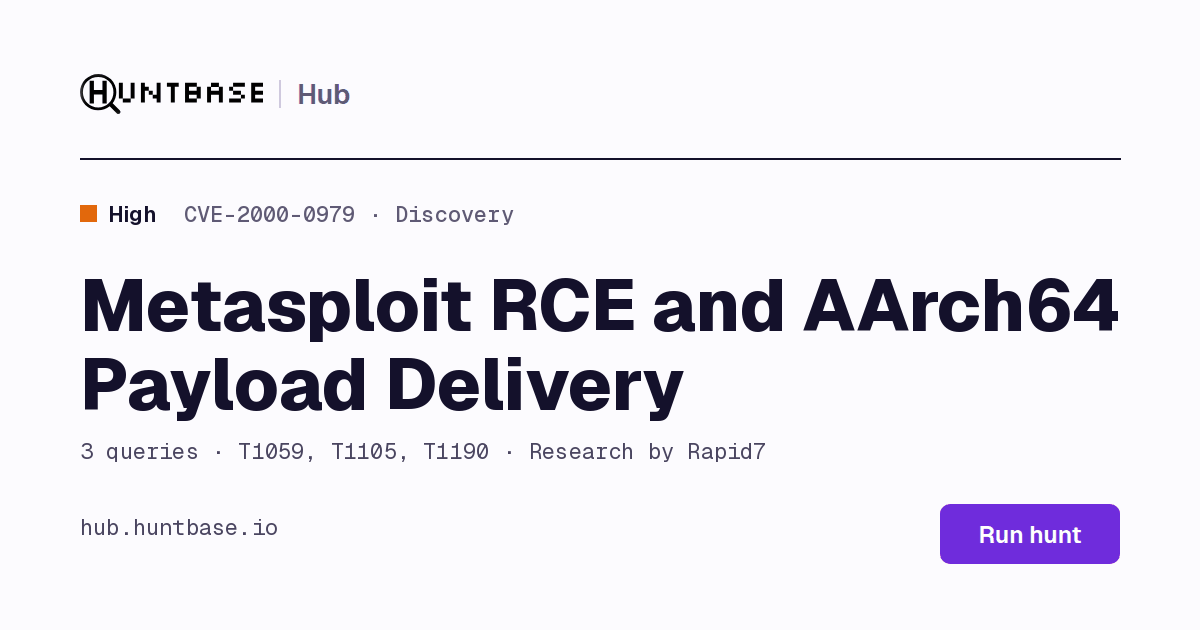 HUNTBASE Hub
High CVE-2000-0979 · Discovery
Metasploit RCE and AArch64
Payload Delivery
3 queries · T1059, T1105, T1190 · Research by Rapid7
hub.huntbase.io
Run hunt